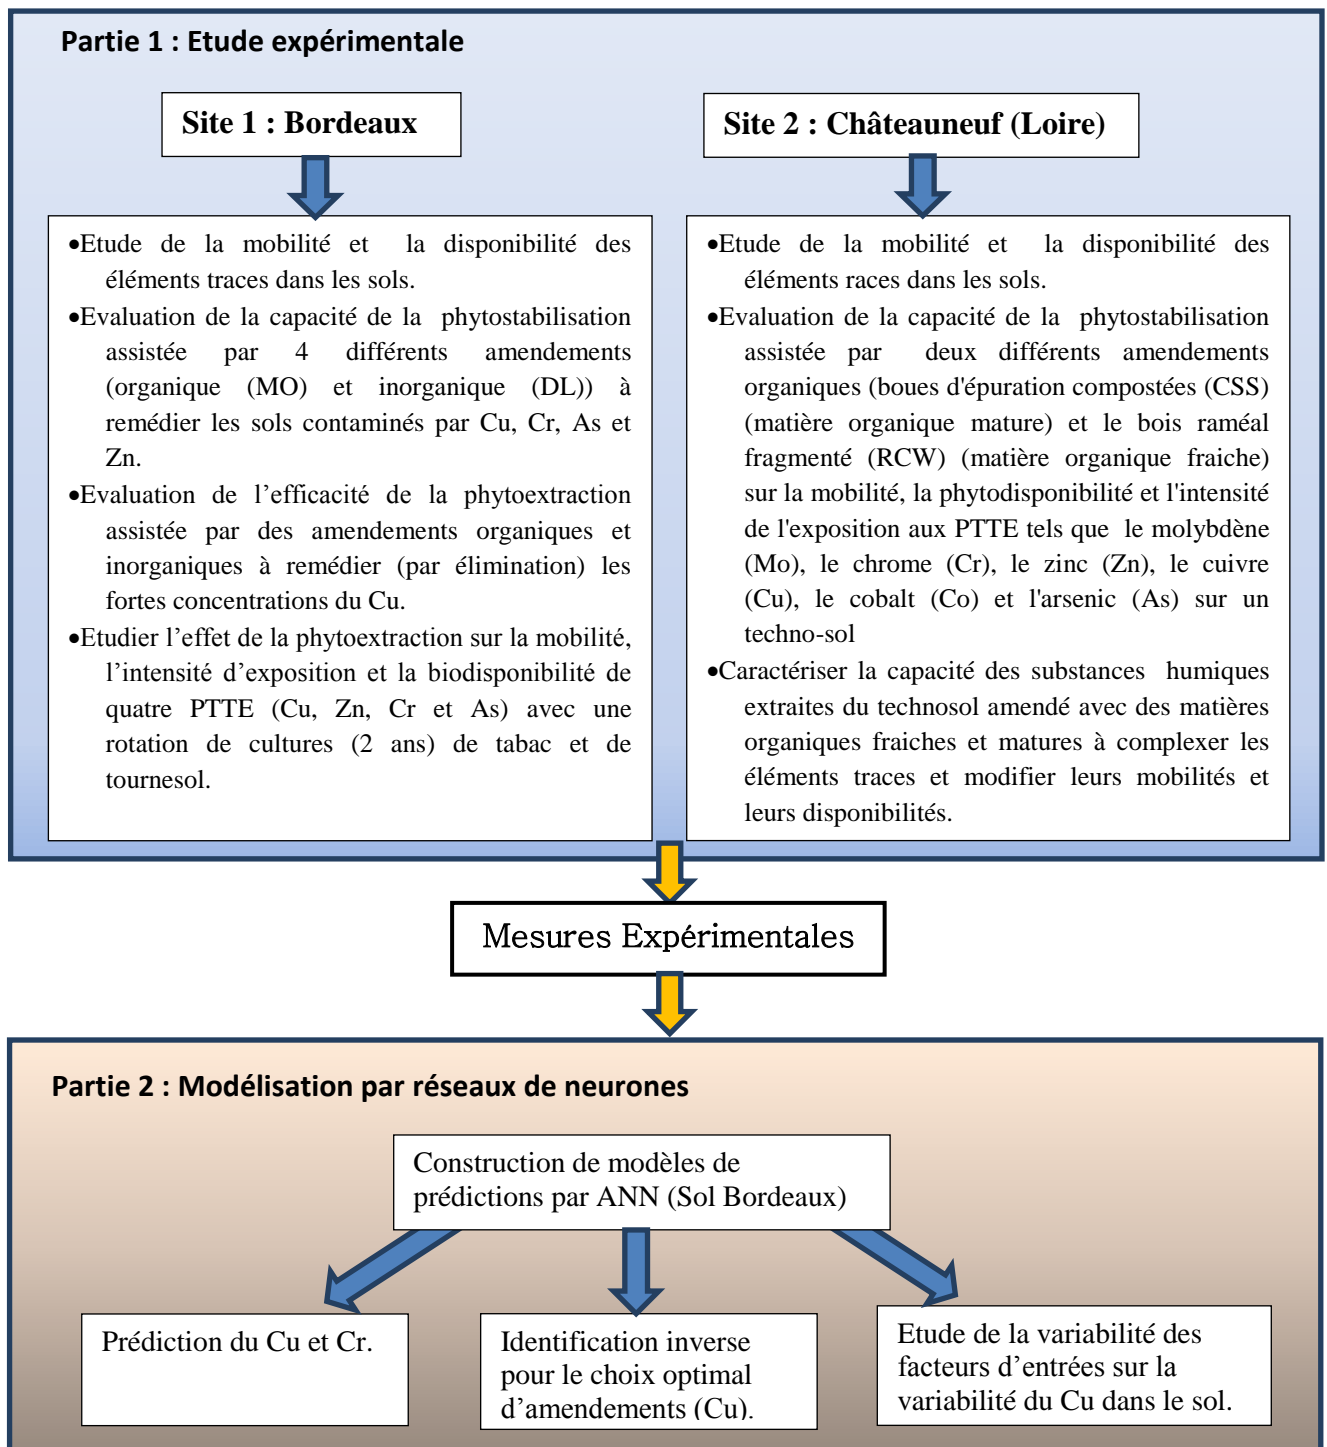 Partie 1 : Etude expérimentale
Site 1 : Bordeaux
Site 2 : Châteauneuf (Loire)
•Etude de la mobilité et la disponibilité des
éléments traces dans les sols.
•Evaluation de la capacité de la phytostabilisation
assistée par 4 différents amendements
(organique (MO) et inorganique (DL)) à
remédier les sols contaminés par Cu, Cr, As et
Zn.
•Evaluation de l’efficacité de la phytoextraction
assistée par des amendements organiques et
inorganiques à remédier (par élimination) les
fortes concentrations du Cu.
•Etudier l’effet de la phytoextraction sur la mobilité,
l’intensité d’exposition et la biodisponibilité de
quatre PTTE (Cu, Zn, Cr et As) avec une
rotation de cultures (2 ans) de tabac et de
tournesol.
•Etude de la mobilité et la disponibilité des
éléments races dans les sols.
•Evaluation de la capacité de la phytostabilisation
assistée par deux différents amendements
organiques (boues d'épuration compostées (CSS)
(matière organique mature) et le bois raméal
fragmenté (RCW) (matière organique fraiche)
sur la mobilité, la phytodisponibilité et l'intensité
de l'exposition aux PTTE tels que le molybdène
(Mo), le chrome (Cr), le zinc (Zn), le cuivre
(Cu), le cobalt (Co) et l'arsenic (As) sur un
techno-sol
•Caractériser la capacité des substances humiques
extraites du technosol amendé avec des matières
organiques fraiches et matures à complexer les
éléments traces et modifier leurs mobilités et
leurs disponibilités.
Mesures Expérimentales
Partie 2 : Modélisation par réseaux de neurones
Construction de modèles de
prédictions par ANN (Sol Bordeaux)
Prédiction du Cu et Cr.
Identification inverse
pour le choix optimal
d’amendements (Cu).
Etude de la variabilité des
facteurs d’entrées sur la
variabilité du Cu dans le sol.